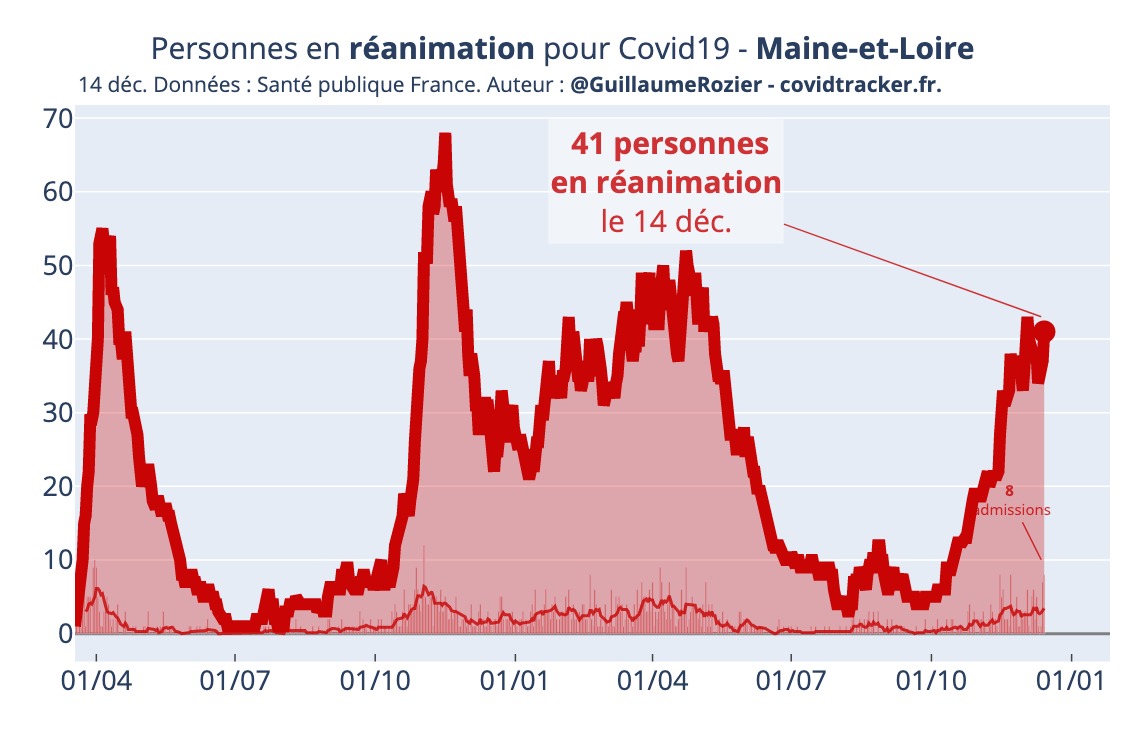 Personnes en réanimation pour Covid19 - Maine-et-Loire
14 déc. Données : Santé publique France. Auteur : @GuillaumeRozier - covidtracker.fr.
70
60
50
40
30
20
10
0
41 personnes
en réanimation
le 14 déc.
8
admissions
01/04
01/07
01/10
01/01
01/04
01/07
01/10
01/01